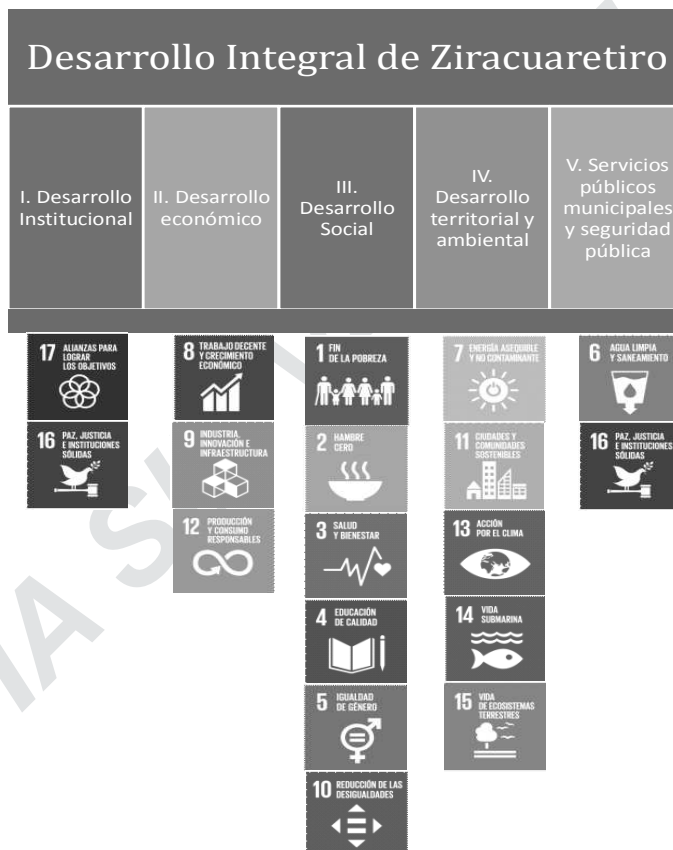 Desarrollo Integral de Ziracuaretiro
I. Desarrollo
Institucional
II. Desarrollo
económico
III.
Desarrollo
Social
IV.
Desarrollo
territorial y
ambiental
V. Servicios
públicos
municipales
y seguridad
pública
17 ALIANZAS PARA
LOGRAR
LOS OBJETIVOS
16 PAZ, JUSTICIA
E INSTITUCIONES
SÓLIDAS
8 TRABAJO DECENTE
Y CRECIMIENTO
ECONÓMICO
9 INDUSTRIA,
INNOVACIÓN E
INFRAESTRUCTURA
12 PRODUCCIÓN
Y CONSUMO
RESPONSABLES
1 FIN
DE LA POBREZA
2 HAMBRE
CERO
3 SALUD
Y BIENESTAR
4 EDUCACIÓN
DE CALIDAD
5 IGUALDAD
DE GÉNERO
10 REDUCCIÓN DE LAS
DESIGUALDADES
7 ENERGÍA ASEQUIBLE
Y NO CONTAMINANTE
11 CIUDADES Y
COMUNIDADES
SOSTENIBLES
13 ACCIÓN
POR EL CLIMA
14 VIDA
SUBMARINA
15 VIDA
DE ECOSISTEMAS
TERRESTRES
6 AGUA LIMPIA
Y SANEAMIENTO
16 PAZ, JUSTICIA
E INSTITUCIONES
SÓLIDAS